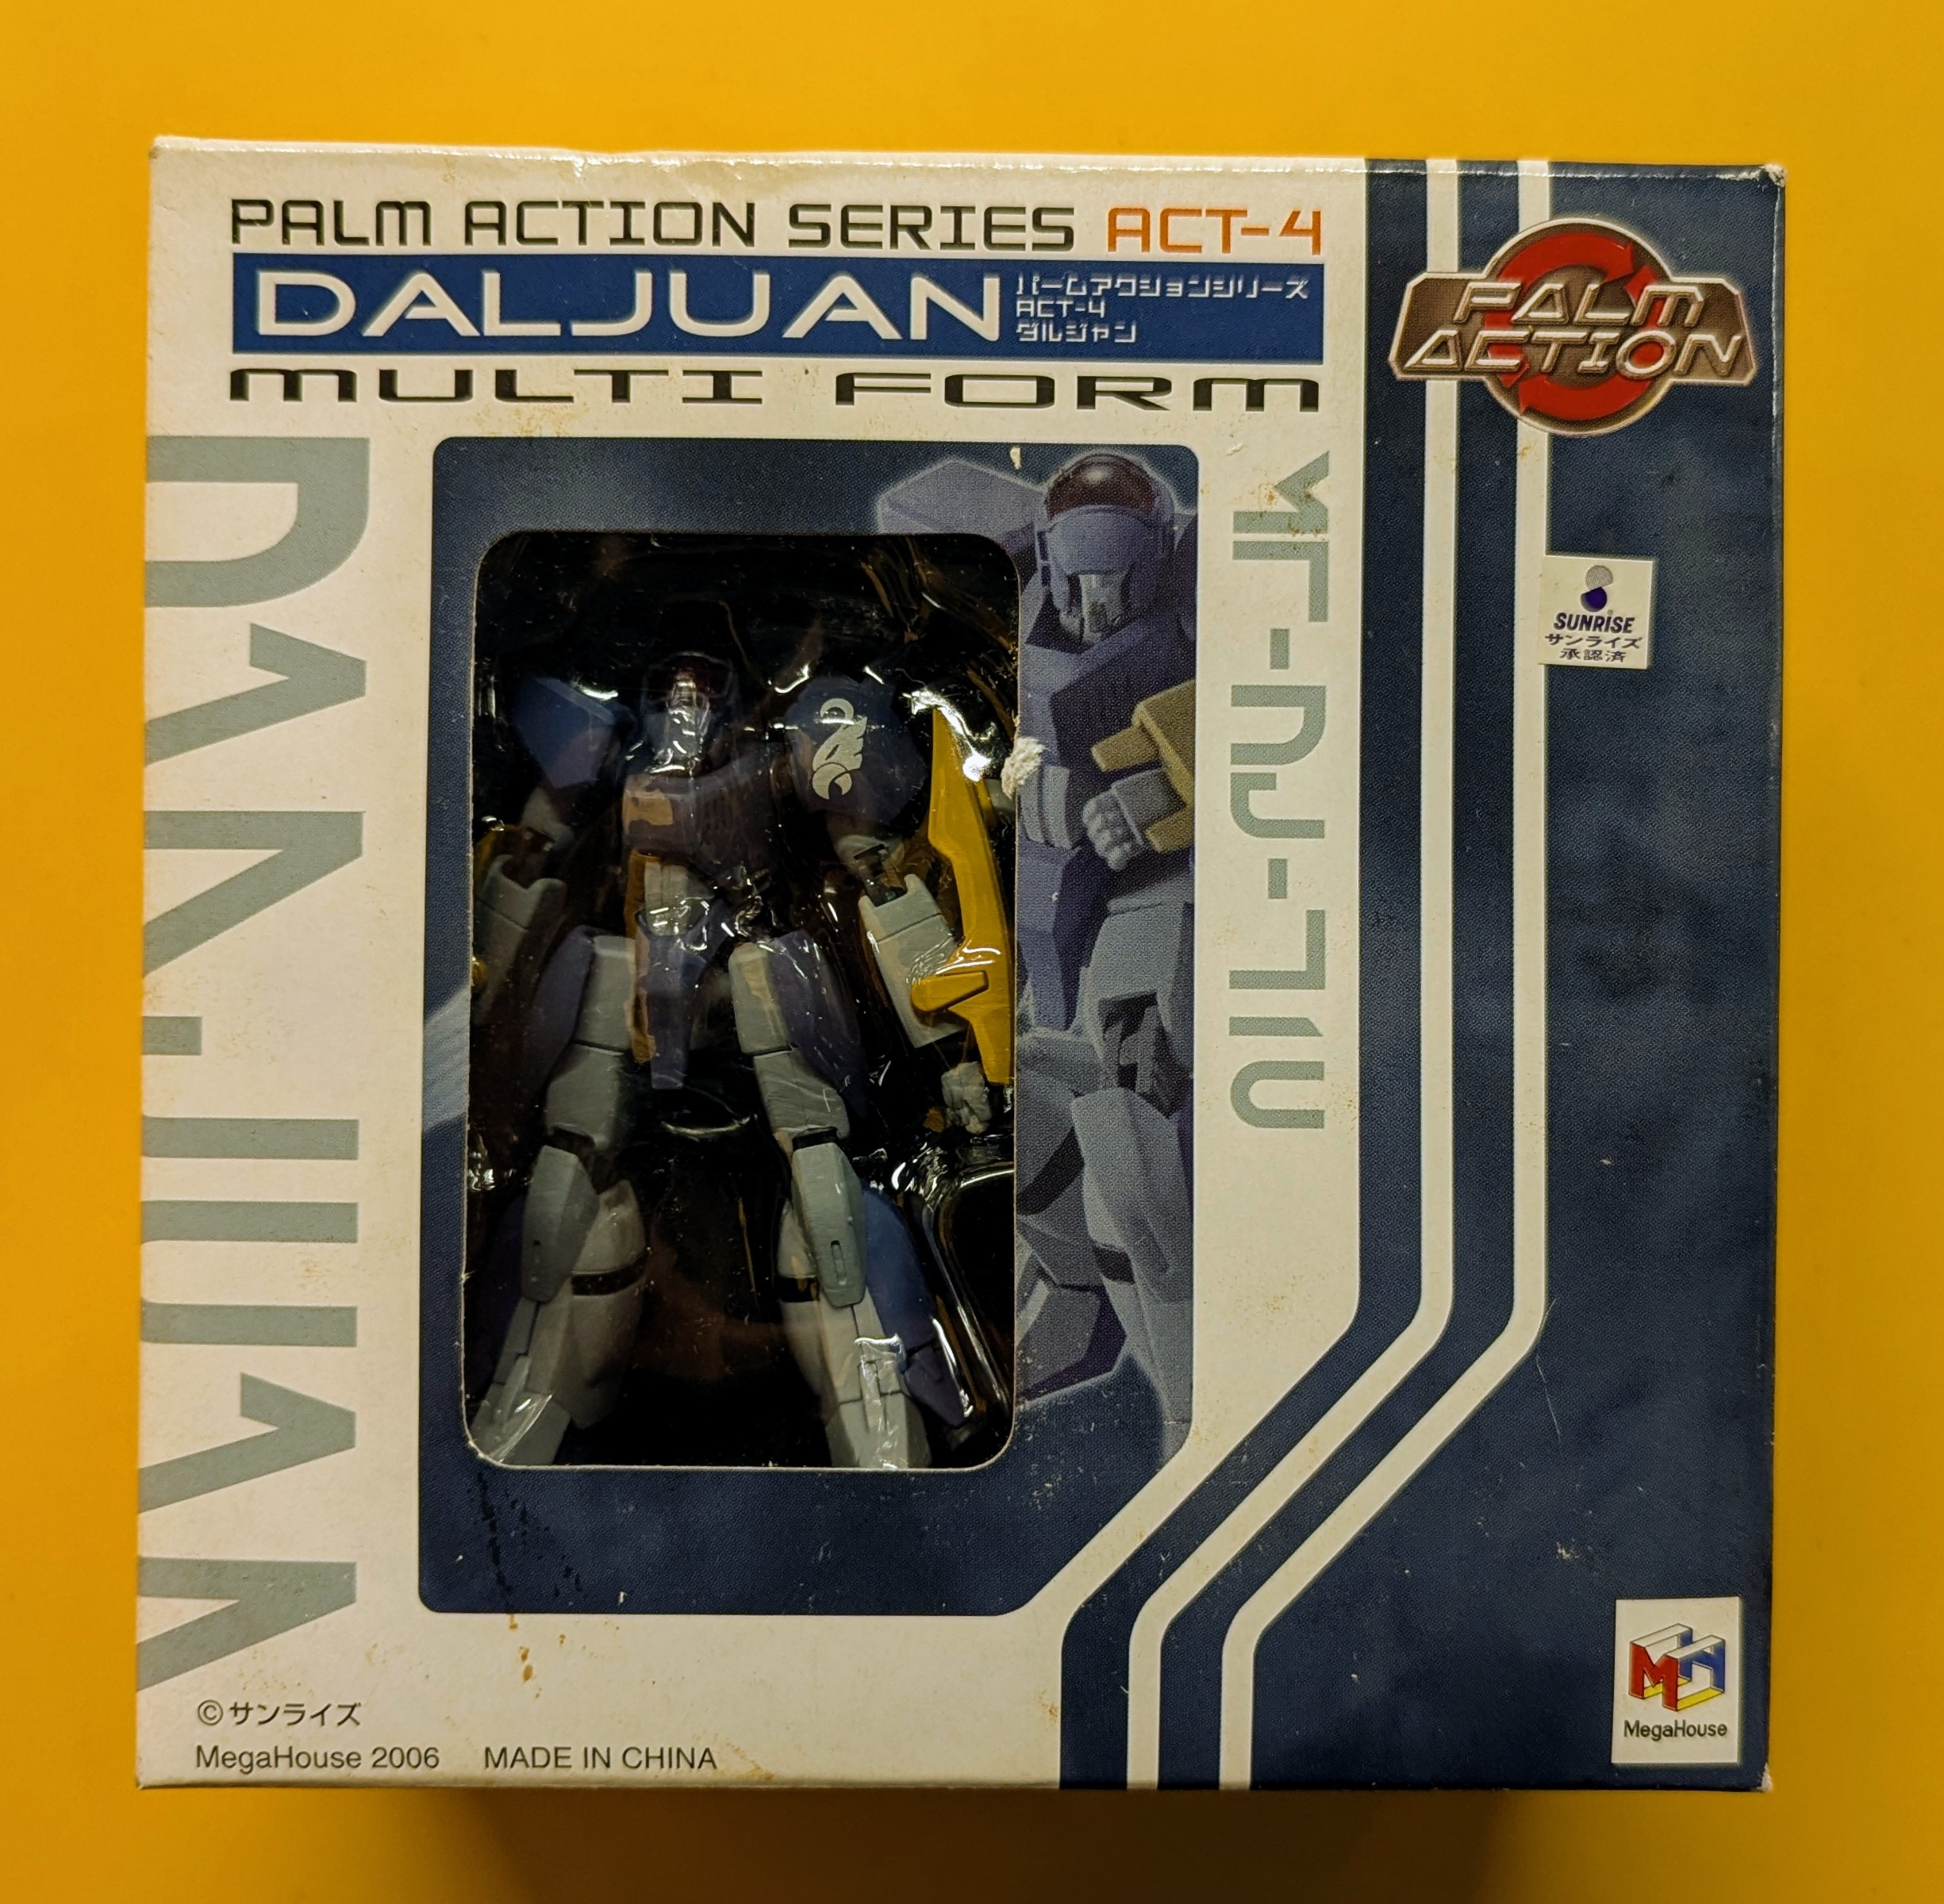 PALM ACTION SERIES ACT-4
DALJUAN
パームアクションシリーズ
ACT-4
ダルジャン
MULTI FORM
PALM
ACTION
SUNRISE
サンライズ
承認済
©サンライズ
MegaHouse 2006 MADE IN CHINA
MH
MegaHouse